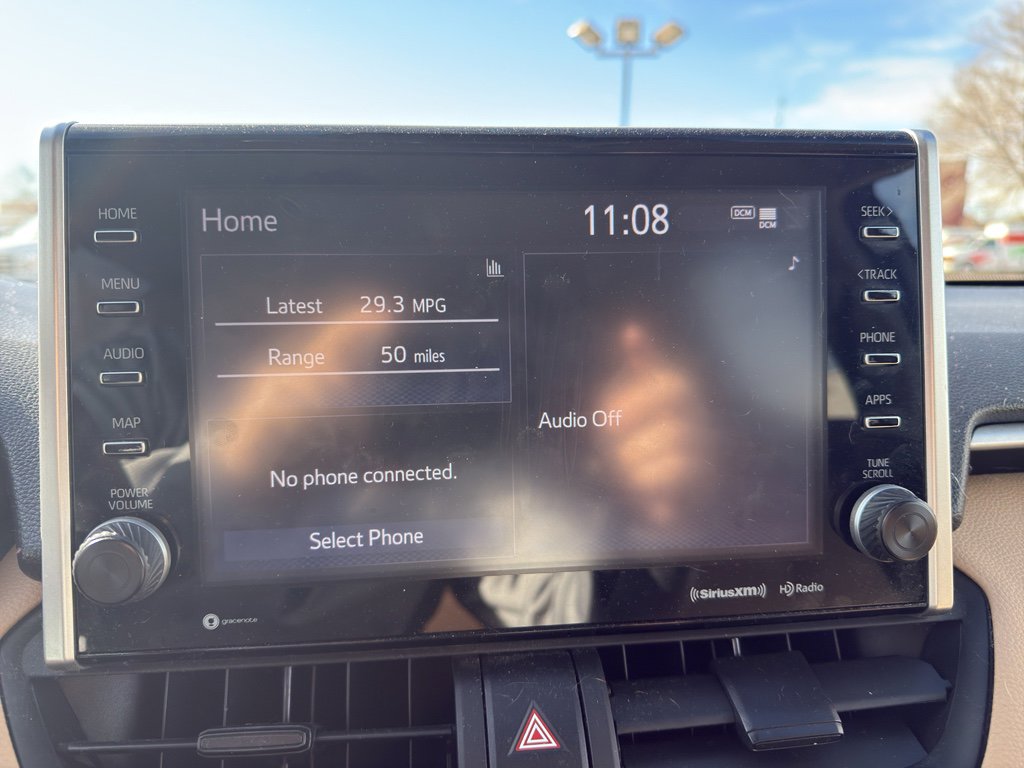 HOME
MENU
AUDIO
MAP
POWER
VOLUME
Home
11:08
DCM
DCM
Latest 29.3 MPG
Range 50 miles
No phone connected.
Select Phone
♪
Audio Off
SEEK>
<TRACK
PHONE
APPS
TUNE
SCROLL
gracenote
((SiriusXM))
HD Radio